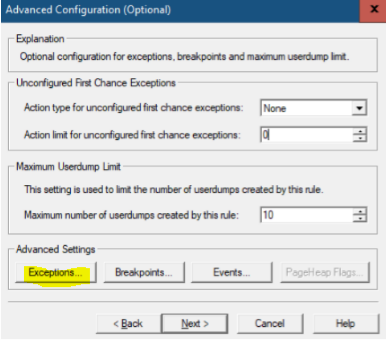 Advanced Configuration (Optional)
x
Explanation
Optional configuration for exceptions, breakpoints and maximum userdump limit.
Unconfigured First Chance Exceptions
Action type for unconfigured first chance exceptions: None
Action limit for unconfigured first chance exceptions: 0
Maximum Userdump Limit
This setting is used to limit the number of userdumps created by this rule.
Maximum number of userdumps created by this rule: 10
Advanced Settings
Exceptions... Breakpoints... Events... PageHeap Flags...
< Back Next > Cancel Help